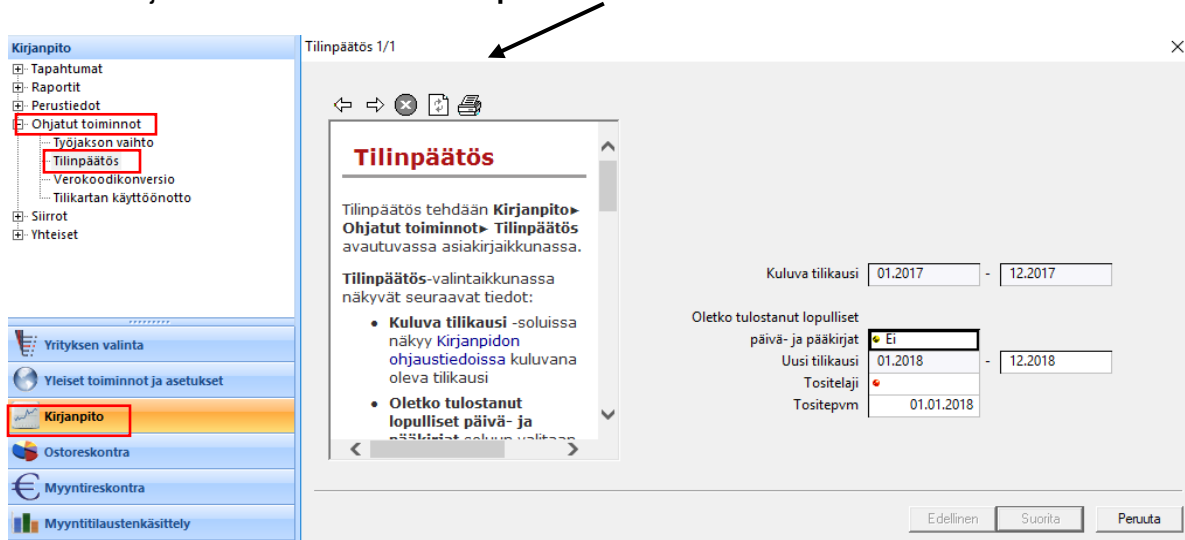 Kirjanpito
Tapahtumat
Raportit
Perustiedot
Ohjatut toiminnot
Työjakson vaihto
Tilinpäätös
Verokoodikonversio
Tilikartan käyttöönotto
Siirrot
Yhteiset
Yrityksen valinta
Yleiset toiminnot ja asetukset
Kirjanpito
Ostoreskontra
Myyntireskontra
Myyntitilaustenkäsittely
Tilinpäätös 1/1
Tilinpäätös
Tilinpäätös tehdään Kirjanpito▸
Ohjatut toiminnot▸ Tilinpäätös
avautuvassa asiakirjaikkunassa.
Tilinpäätös-valintaikkunassa
näkyvät seuraavat tiedot:
• Kuluva tilikausi -soluissa
näkyy Kirjanpidon
ohjaustiedoissa kuluvana
oleva tilikausi
• Oletko tulostanut
lopulliset päivä- ja
pääkirjat soluun valitaan
Kuluva tilikausi 01.2017 - 12.2017
Oletko tulostanut lopulliset
päivä- ja pääkirjat Ei
Uusi tilikausi 01.2018 - 12.2018
Tositelaji
Tositepvm 01.01.2018
Edellinen Suorita Peruuta